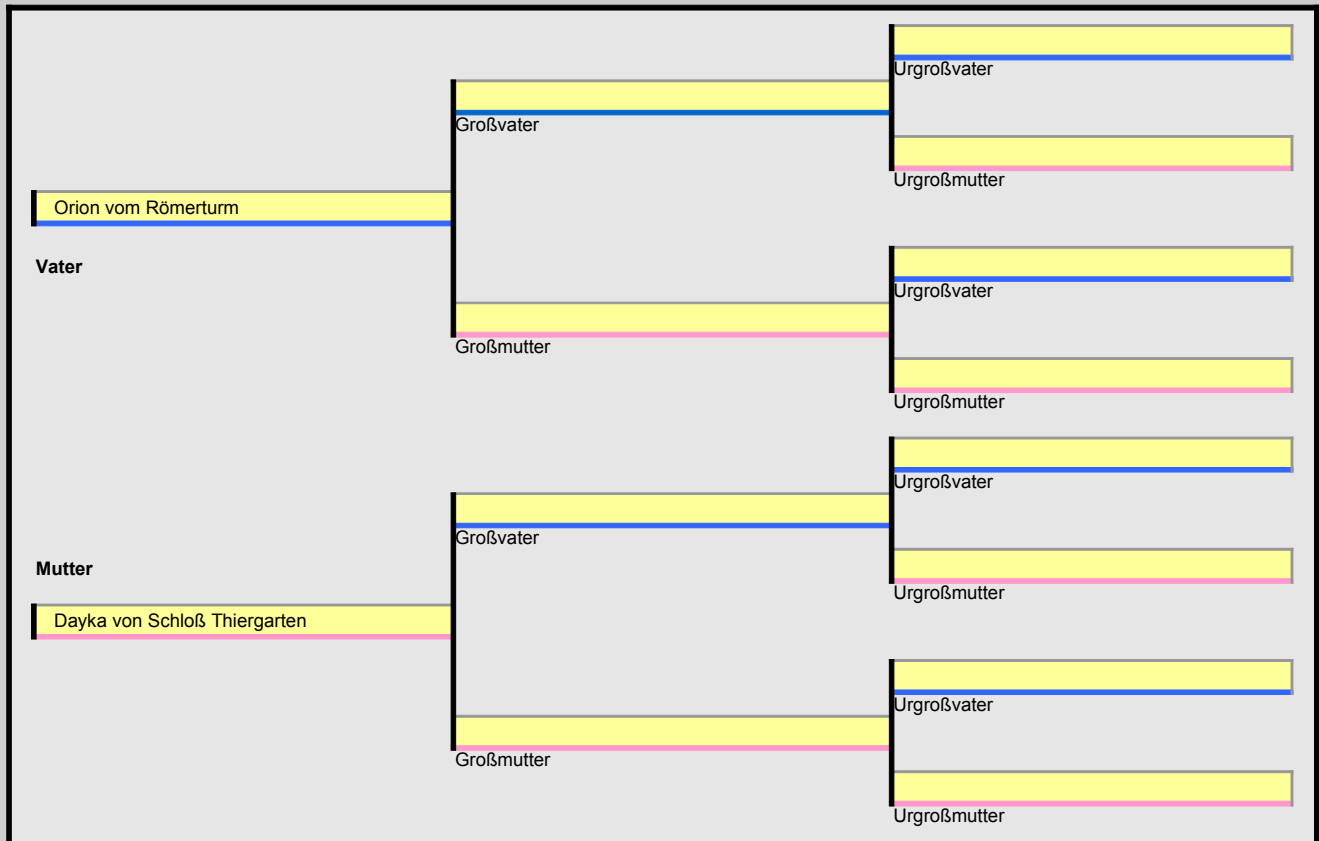 Urgroßvater
Großvater
Urgroßmutter
Orion vom Römerturm
Vater
Urgroßvater
Großmutter
Urgroßmutter
Urgroßvater
Großvater
Mutter
Urgroßmutter
Dayka von Schloß Thiergarten
Urgroßvater
Großmutter
Urgroßmutter